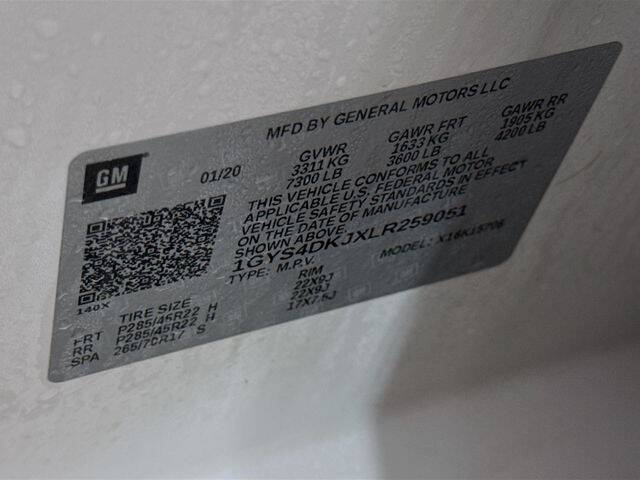 MFD BY GENERAL MOTORS LLC
GM
01/20
GVWR GAWR FRT GAWR RR
3311 KG 1633 KG 1905 KG
7300 LB 3600 LB 4200 LB
THIS VEHICLE CONFORMS TO ALL
APPLICABLE U.S. FEDERAL MOTOR
VEHICLE SAFETY STANDARDS IN EFFECT
ON THE DATE OF MANUFACTURE
SHOWN ABOVE.
1GYS4DKJXLR259051
TYPE: M.P.V. MODEL: X16K15706
140X
TIRE SIZE RIM
FRT P285/45R22 H 22X9J
RR P285/45R22 H 22X9J
SPA 265/70R17 S 17X7.5J